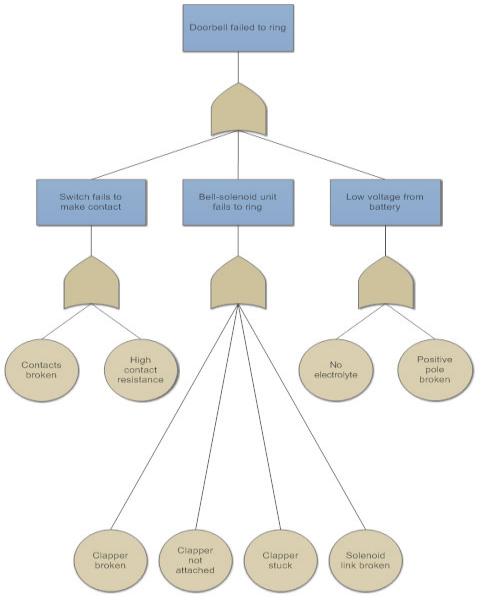 Doorbell failed to ring
Switch fails to
make contact
Bell-solenoid unit
fails to ring
Low voltage from
battery
Contacts
broken
High
contact
resistance
No
electrolyte
Positive
pole
broken
Clapper
broken
Clapper
not
attached
Clapper
stuck
Solenoid
link broken